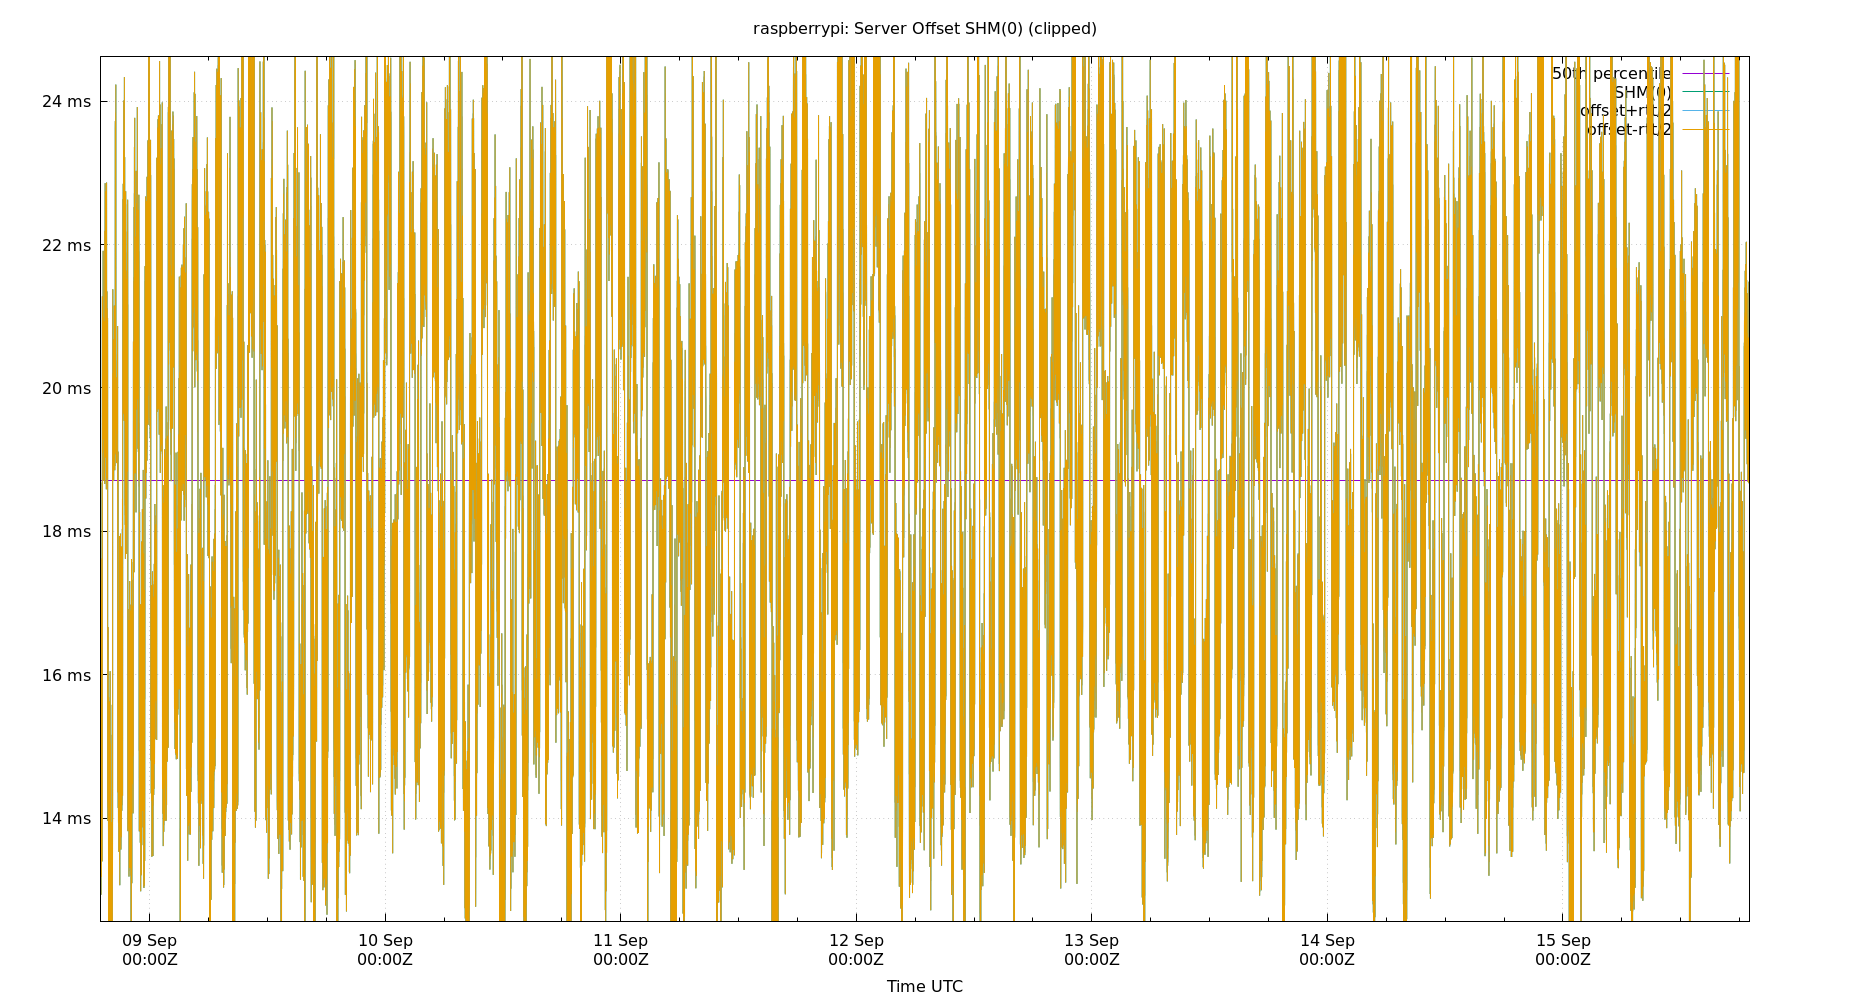 raspberrypi: Server Offset SHM(0) (clipped)
50th percentile
SHM(0)
offset+rtt/2
offset-rtt/2
24 ms
22 ms
20 ms
18 ms
16 ms
14 ms
09 Sep
00:00Z
10 Sep
00:00Z
11 Sep
00:00Z
12 Sep
00:00Z
13 Sep
00:00Z
14 Sep
00:00Z
15 Sep
00:00Z
Time UTC